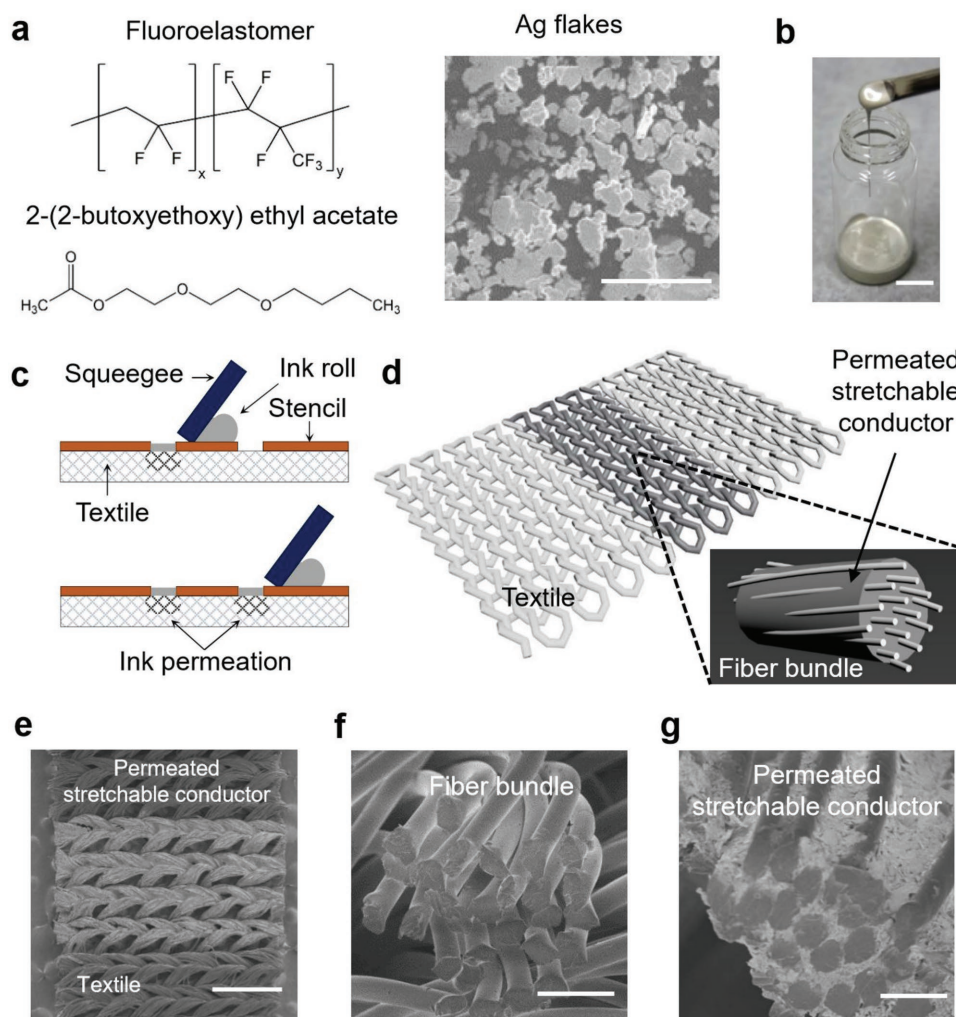 a
Fluoroelastomer
F
F
F
F
F
CF3
x
y
2-(2-butoxyethoxy) ethyl acetate
O
H3C
O
O
O
CH3
Ag flakes
b
c
Squeegee
Ink roll
Stencil
Textile
Ink permeation
d
Permeated
stretchable
conductor
Textile
Fiber bundle
e
Permeated
stretchable conductor
Textile
f
Fiber bundle
g
Permeated
stretchable conductor